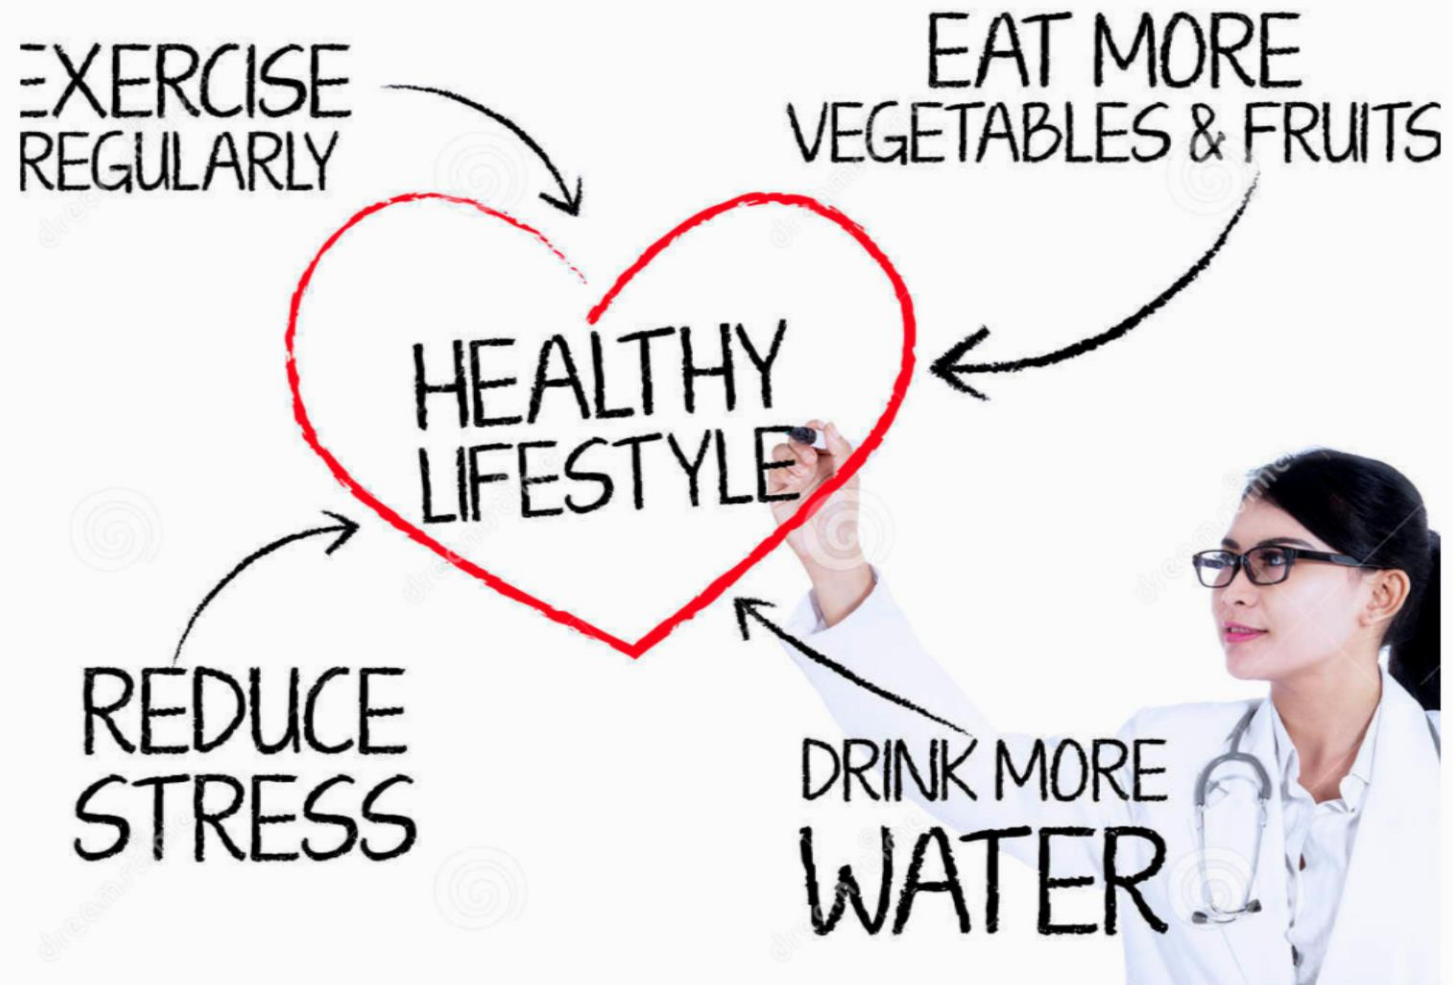 EXERCISE
REGULARLY
EAT MORE
VEGETABLES & FRUITS
HEALTHY
LIFESTYLE
REDUCE
STRESS
DRINK MORE
WATER